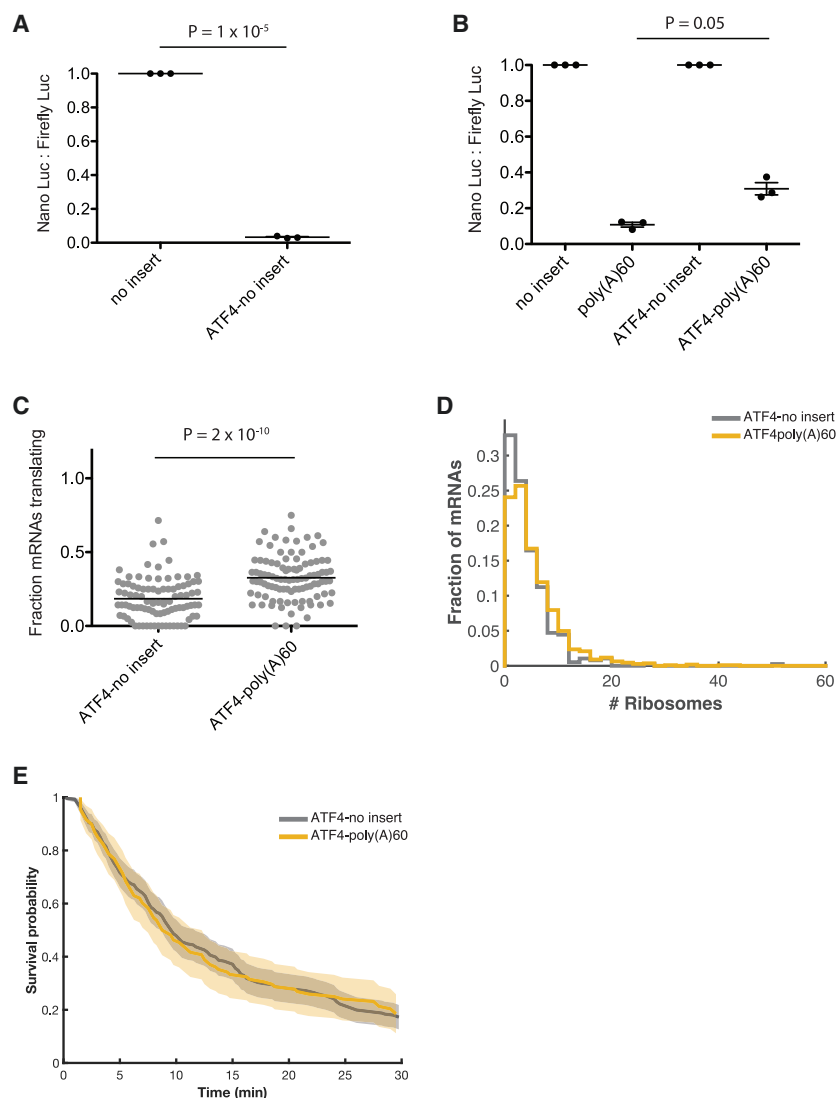 A
P = 1 x 10-5
Nano Luc : Firefly Luc
1.0
0.8
0.6
0.4
0.2
0.0
no insert
ATF4-no insert
B
P = 0.05
Nano Luc : Firefly Luc
1.0
0.8
0.6
0.4
0.2
0.0
no insert
poly(A)60
ATF4-no insert
ATF4-poly(A)60
C
P = 2 x 10-10
Fraction mRNAs translating
1.0
0.5
0.0
ATF4-no insert
ATF4-poly(A)60
D
ATF4-no insert
ATF4poly(A)60
Fraction of mRNAs
0.3
0.25
0.2
0.15
0.1
0.05
0
0
20
40
60
# Ribosomes
E
ATF4-no insert
ATF4-poly(A)60
Survival probability
1
0.8
0.6
0.4
0.2
0
0
5
10
15
20
25
30
Time (min)